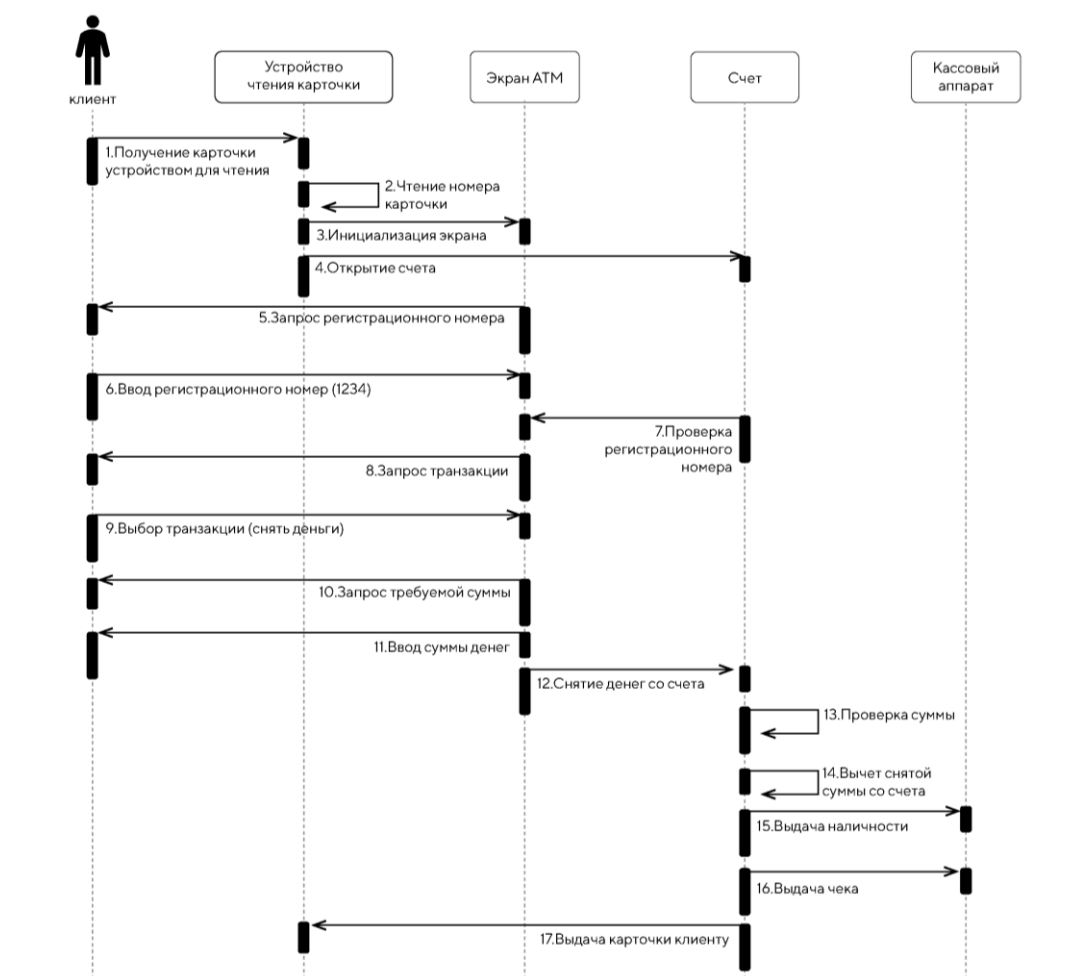 клиент
Устройство
чтения карточки
Экран АТМ
Счет
Кассовый
аппарат
1.Получение карточки
устройством для чтения
2.Чтение номера
карточки
3.Инициализация экрана
4.Открытие счета
5.Запрос регистрационного номера
6.Ввод регистрационного номер (1234)
7.Проверка
регистрационного
номера
8.Запрос транзакции
9.Выбор транзакции (снять деньги)
10.Запрос требуемой суммы
11.Ввод суммы денег
12.Снятие денег со счета
13.Проверка суммы
14.Вычет снятой
суммы со счета
15.Выдача наличности
16.Выдача чека
17.Выдача карточки клиенту